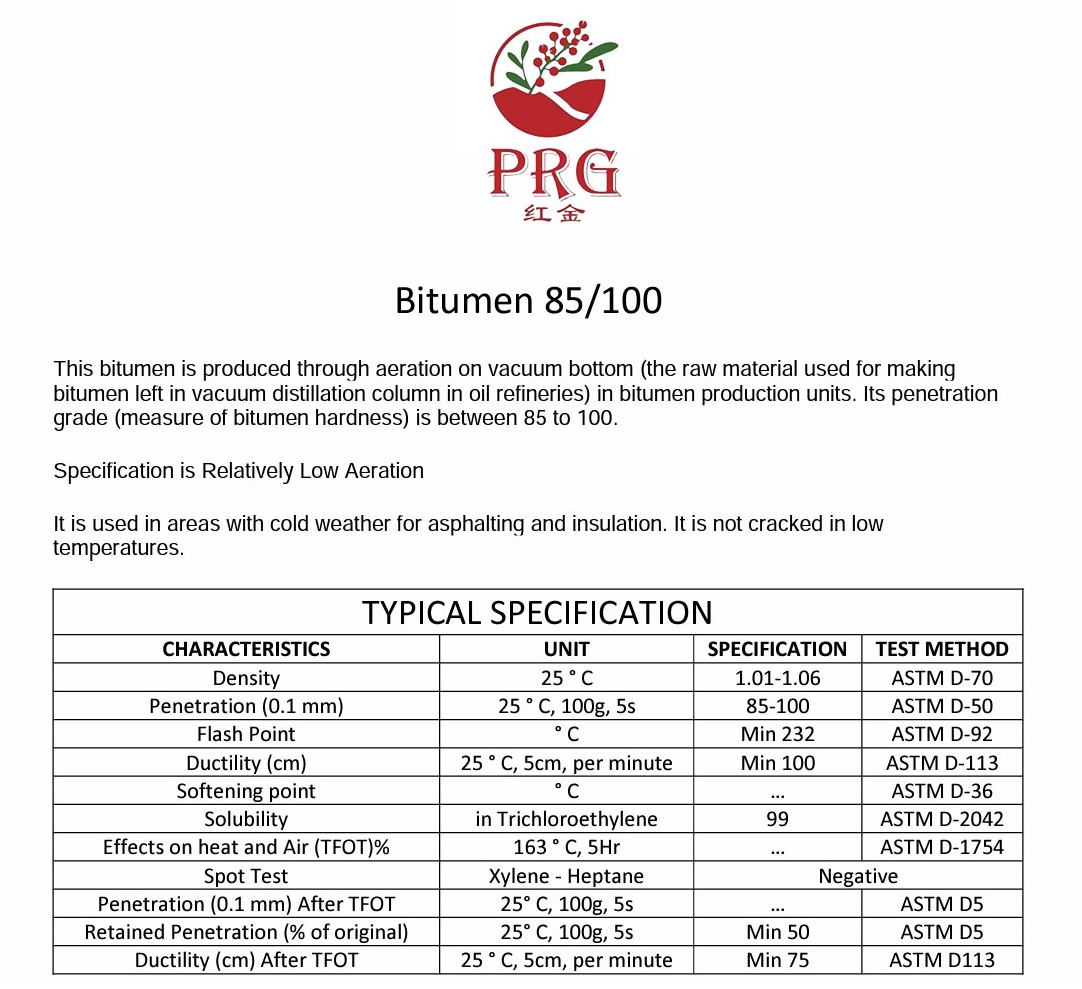 PRG
红金
Bitumen 85/100
This bitumen is produced through aeration on vacuum bottom (the raw material used for making
bitumen left in vacuum distillation column in oil refineries) in bitumen production units. Its penetration
grade (measure of bitumen hardness) is between 85 to 100.
Specification is Relatively Low Aeration
It is used in areas with cold weather for asphalting and insulation. It is not cracked in low
temperatures.
TYPICAL SPECIFICATION
CHARACTERISTICS UNIT SPECIFICATION TEST METHOD
Density 25 ° C 1.01-1.06 ASTM D-70
Penetration (0.1 mm) 25 ° C, 100g, 5s 85-100 ASTM D-50
Flash Point ° C Min 232 ASTM D-92
Ductility (cm) 25 ° C, 5cm, per minute Min 100 ASTM D-113
Softening point ° C ... ASTM D-36
Solubility in Trichloroethylene 99 ASTM D-2042
Effects on heat and Air (TFOT)% 163 ° C, 5Hr ... ASTM D-1754
Spot Test Xylene - Heptane Negative
Penetration (0.1 mm) After TFOT 25° C, 100g, 5s ... ASTM D5
Retained Penetration (% of original) 25° C, 100g, 5s Min 50 ASTM D5
Ductility (cm) After TFOT 25 ° C, 5cm, per minute Min 75 ASTM D113